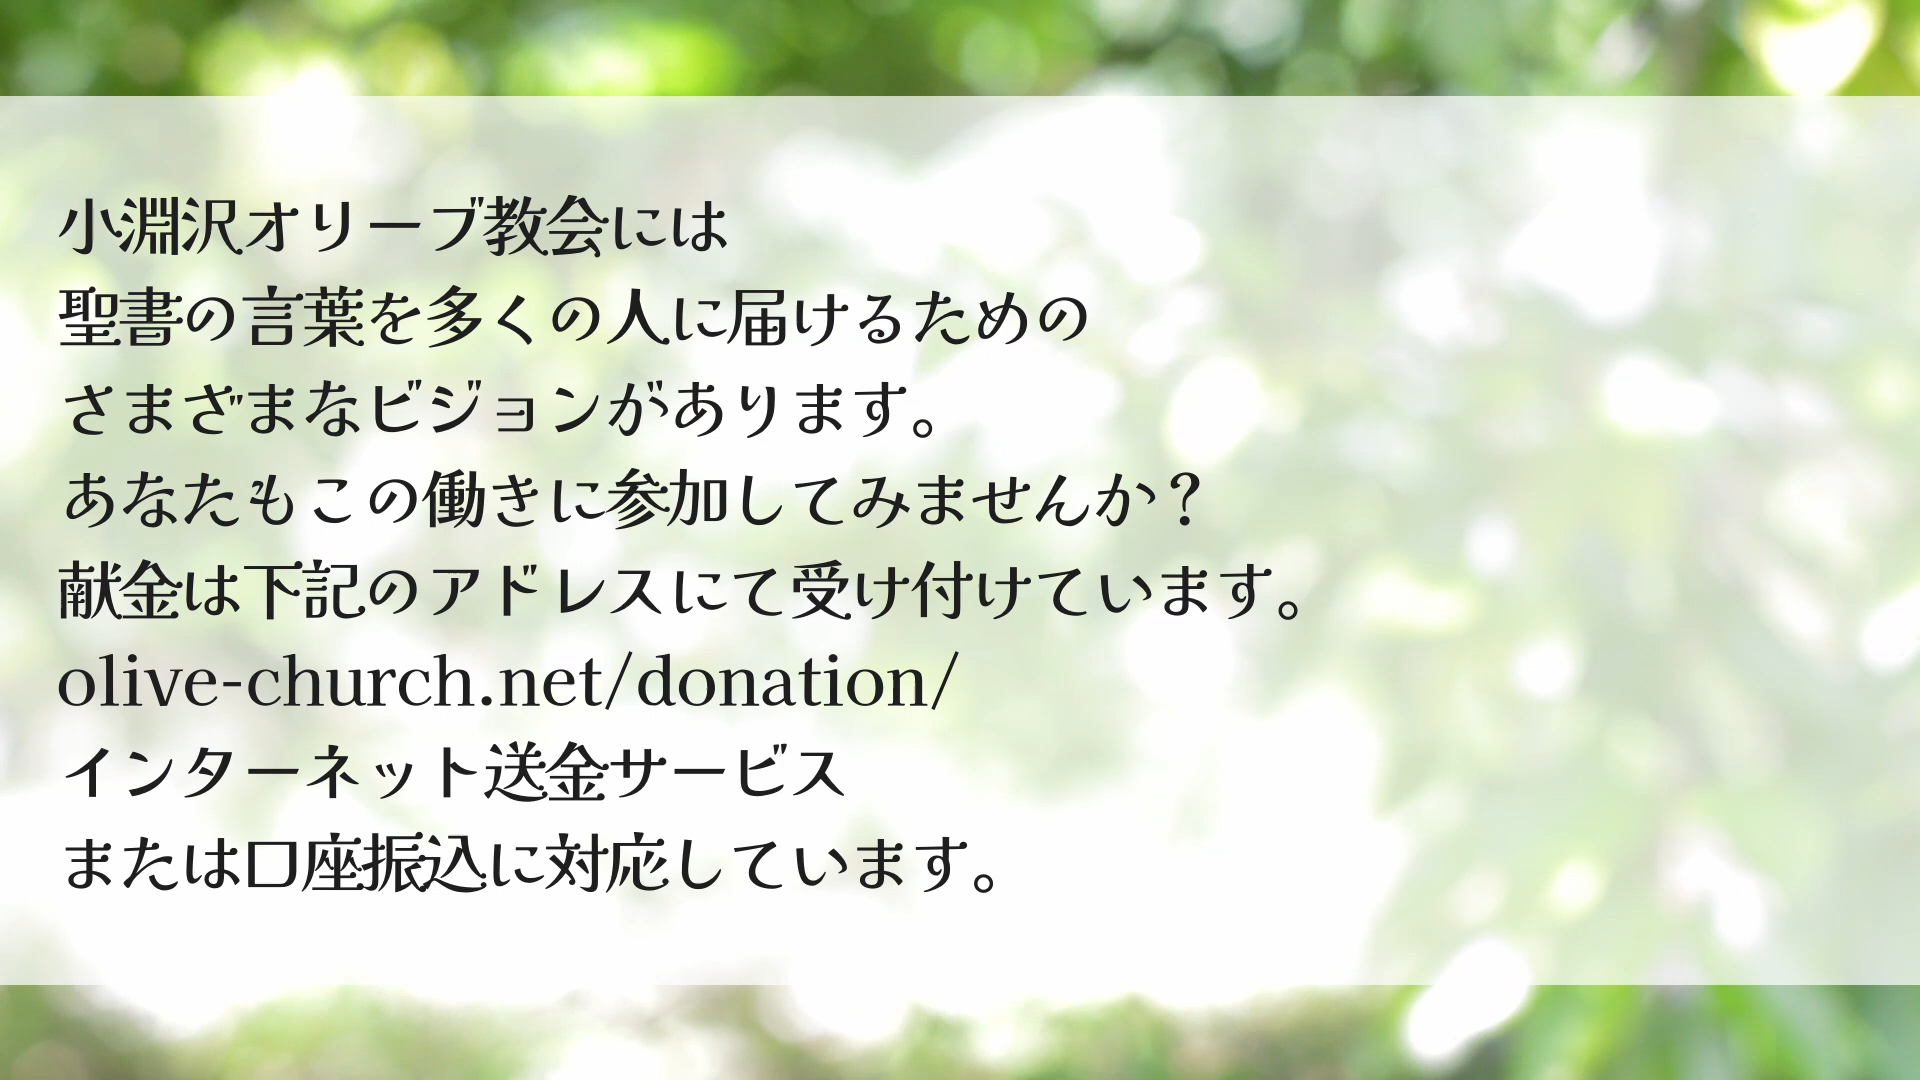 小淵沢オリーブ教会には
聖書の言葉を多くの人に届けるための
さまざまなビジョンがあります。
あなたもこの働きに参加してみませんか？
献金は下記のアドレスにて受け付けています。
olive-church.net/donation/
インターネット送金サービス
または口座振込に対応しています。